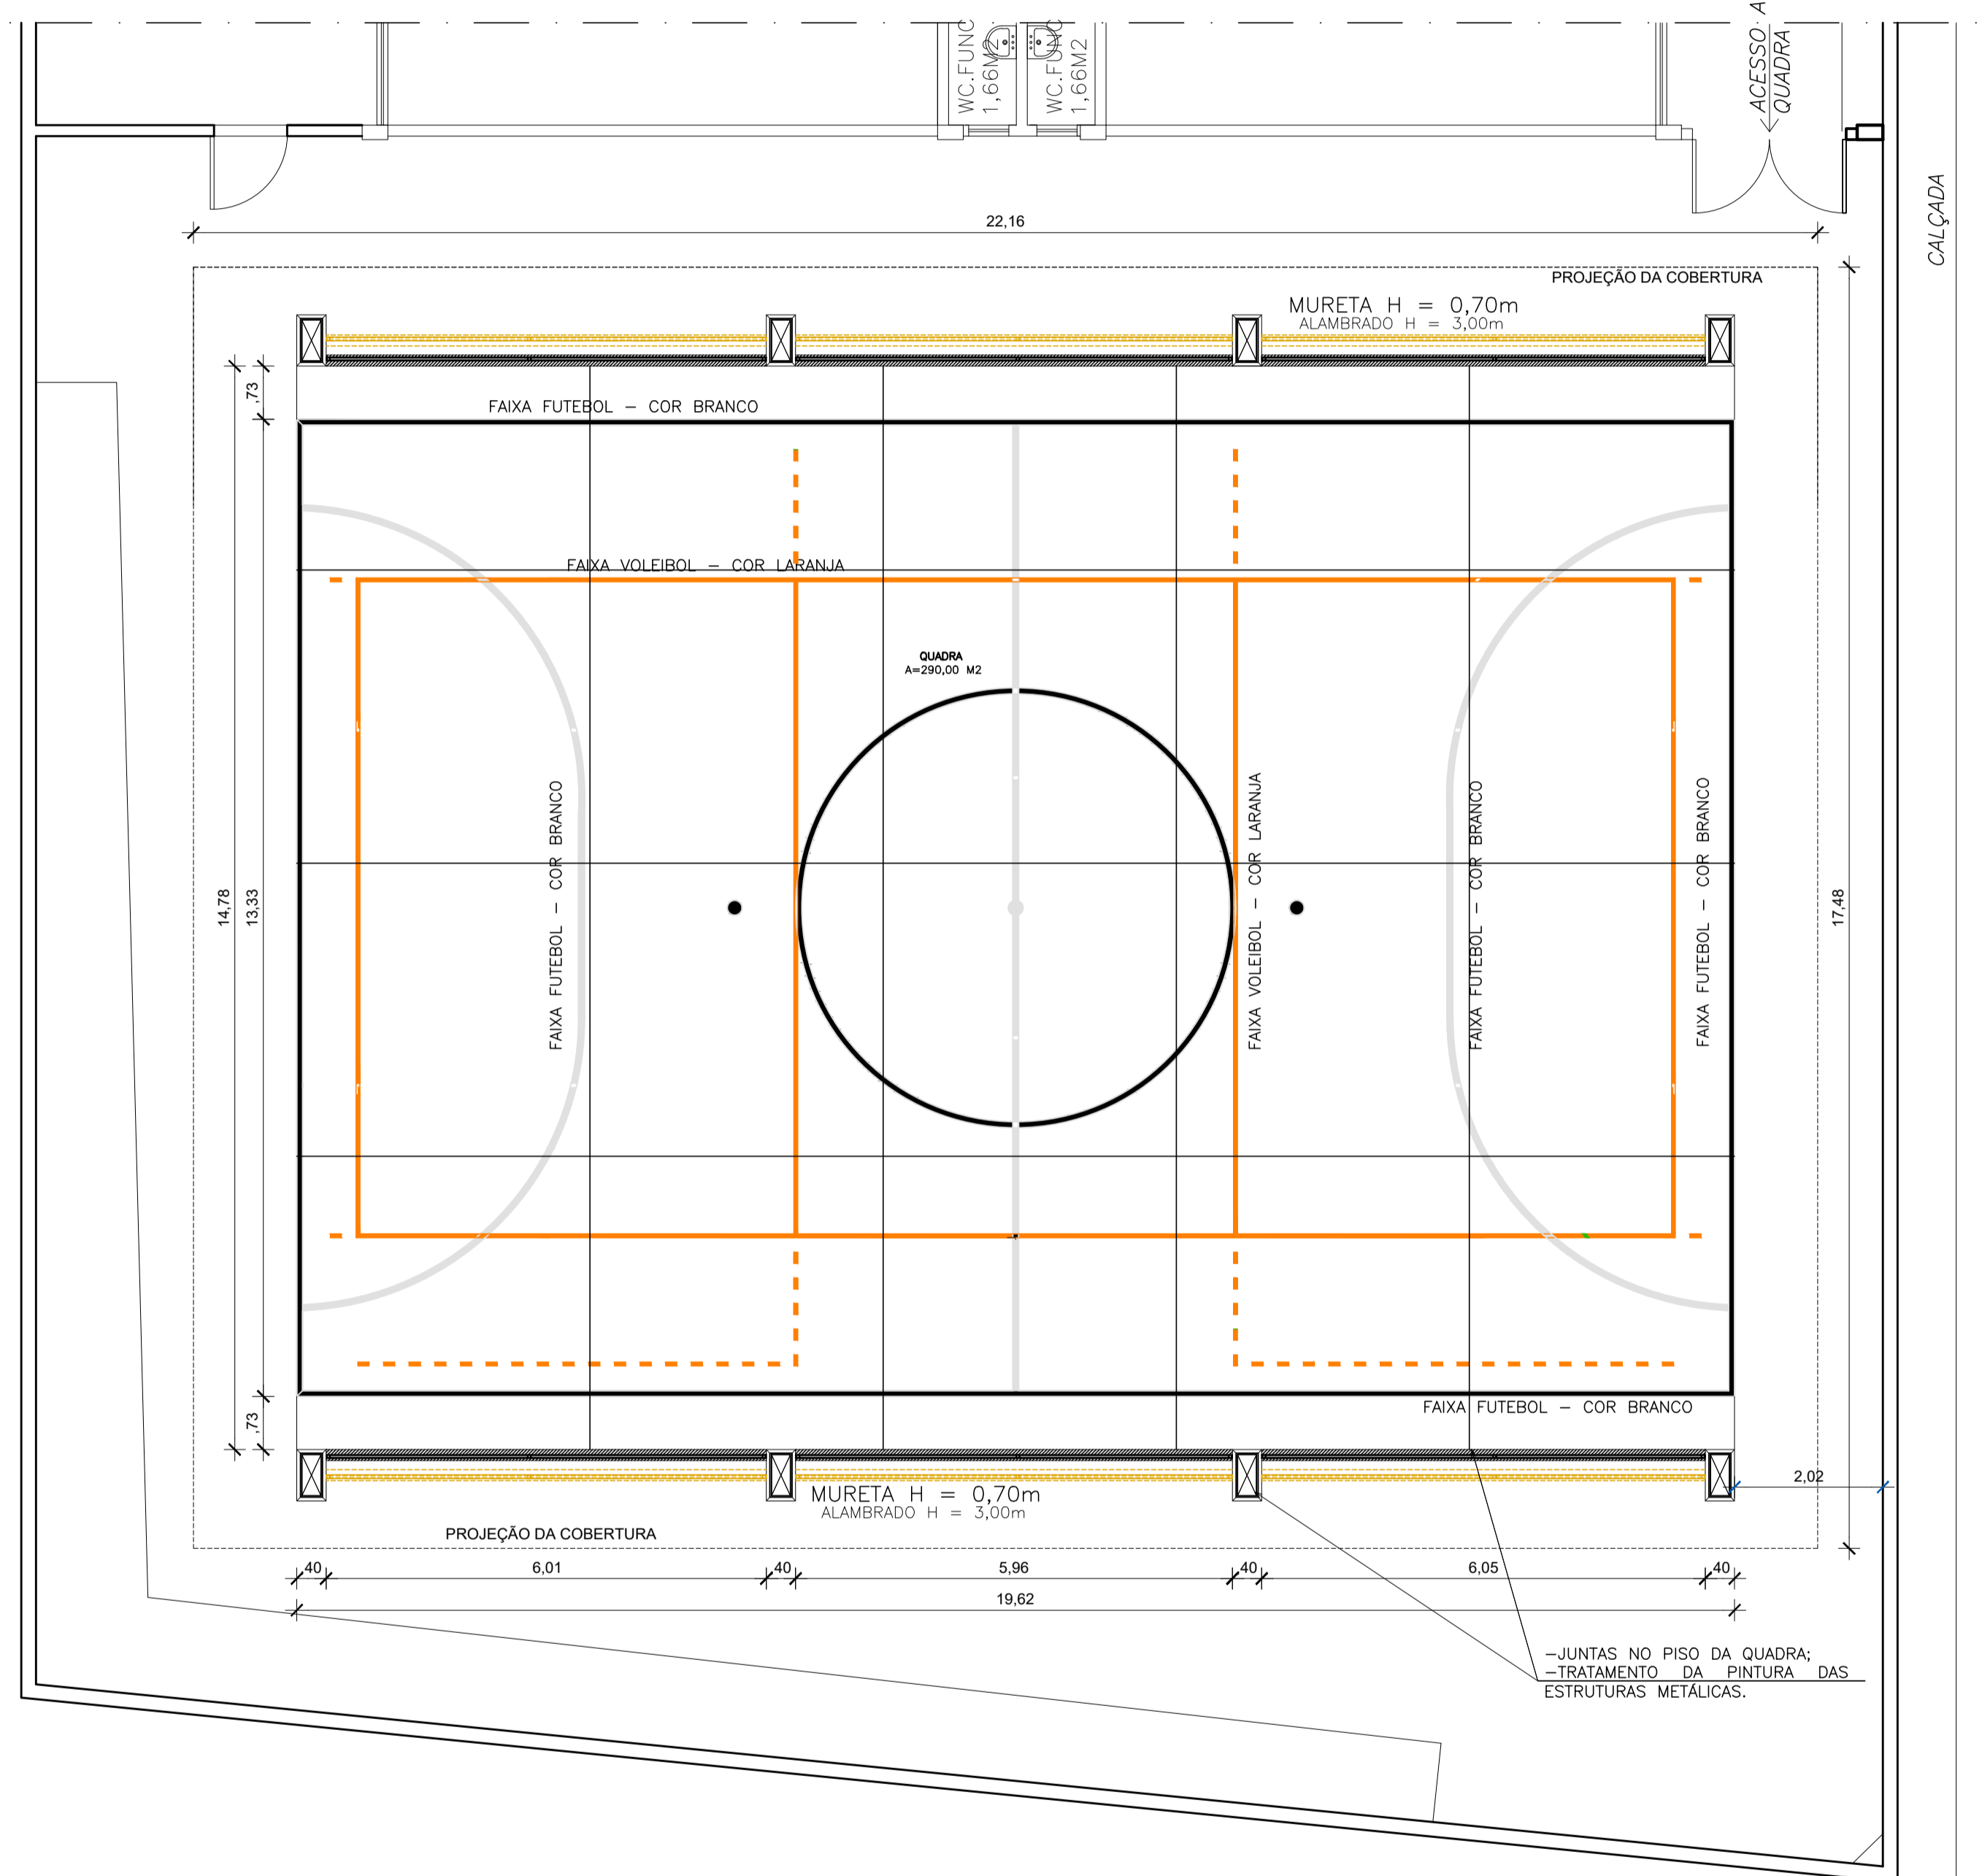 WC.FUNC
1,66M2
WC.FUNC
1,66M2
ACESSO A
QUADRA
CALÇADA
22,16
PROJEÇÃO DA COBERTURA
MURETA H = 0,70m
ALAMBRADO H = 3,00m
,73
FAIXA FUTEBOL - COR BRANCO
FAIXA VOLEIBOL - COR LARANJA
QUADRA
A=290,00 M2
14,78
13,33
FAIXA FUTEBOL - COR BRANCO
FAIXA VOLEIBOL - COR LARANJA
FAIXA FUTEBOL - COR BRANCO
FAIXA FUTEBOL - COR BRANCO
17,48
,73
FAIXA FUTEBOL - COR BRANCO
2,02
MURETA H = 0,70m
ALAMBRADO H = 3,00m
PROJEÇÃO DA COBERTURA
40
6,01
40
5,96
40
6,05
40
19,62
-JUNTAS NO PISO DA QUADRA;
-TRATAMENTO DA PINTURA DAS
ESTRUTURAS METÁLICAS.